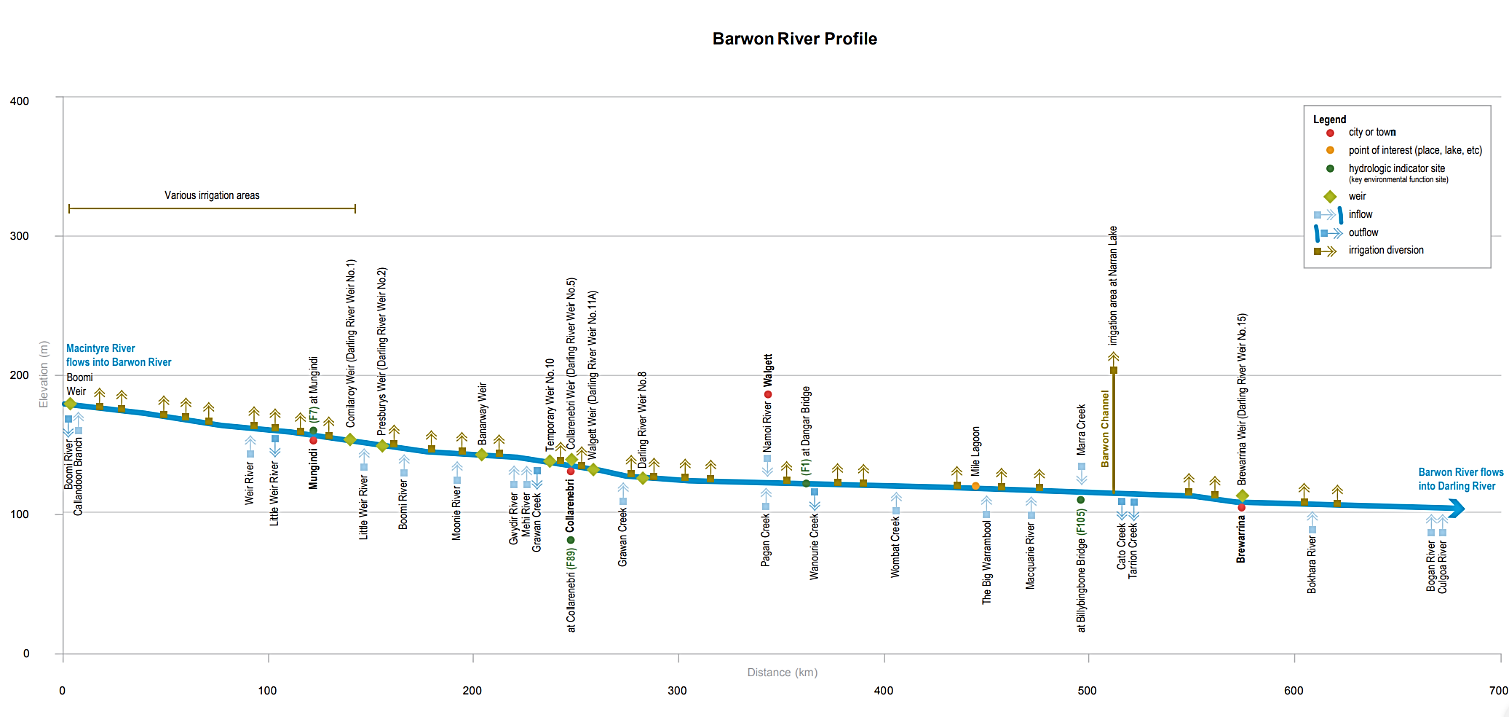 Barwon River Profile
400
300
200
100
0
Elevation (m)
0
100
200
300
400
500
600
700
Distance (km)
Legend
city or town
point of interest (place, lake, etc)
hydrologic indicator site
(key environmental function site)
weir
inflow
outflow
irrigation diversion
Various irrigation areas
Macintyre River
flows into Barwon River
Boomi
Weir
Boomi River
Callandoon Branch
Weir River
Little Weir River
Mungindi (F7) at Mungindi
Comilaroy Weir (Darling River Weir No.1)
Little Weir River
Presburys Weir (Darling River Weir No.2)
Boomi River
Moonie River
Banarway Weir
Gwydir River
Mehi River
Grawan Creek
Temporary Weir No.10
Collarenebri Weir (Darling River Weir No.5)
Collarenebri
at Collarenebri (F89)
Walgett Weir (Darling River Weir No.11A)
Grawan Creek
Darling River Weir No.8
Walgett
Namoi River
Pagan Creek
(F1) at Dangar Bridge
Wanourie Creek
Wombat Creek
Mile Lagoon
The Big Warrambool
Macquarie River
Marra Creek
at Billybingbone Bridge (F105)
Barwon Channel
irrigation area at Narran Lake
Cato Creek
Tarrion Creek
Brewarinna Weir (Darling River Weir No.15)
Brewarrina
Bokhara River
Bogan River
Culgoa River
Barwon River flows
into Darling River